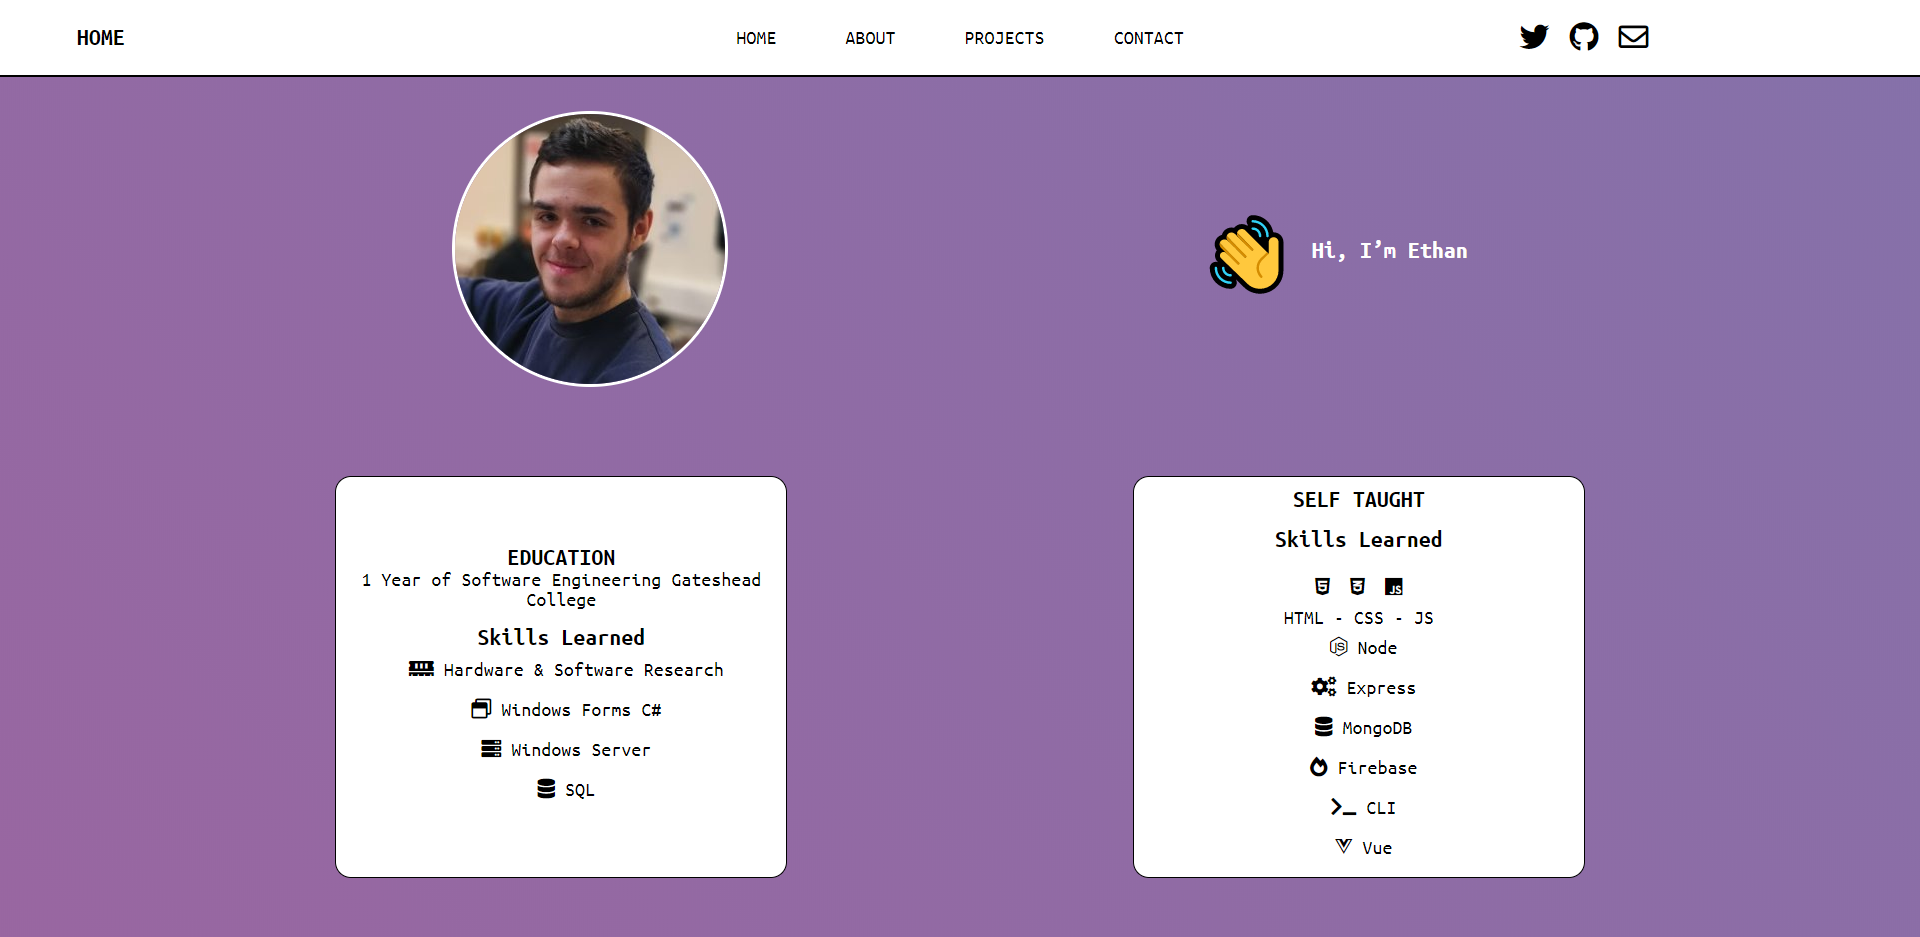 HOME
HOME ABOUT PROJECTS CONTACT
Hi, I’m Ethan
EDUCATION
1 Year of Software Engineering Gateshead
College
Skills Learned
Hardware & Software Research
Windows Forms C#
Windows Server
SQL
SELF TAUGHT
Skills Learned
JS
HTML - CSS - JS
JS Node
Express
MongoDB
Firebase
CLI
Vue